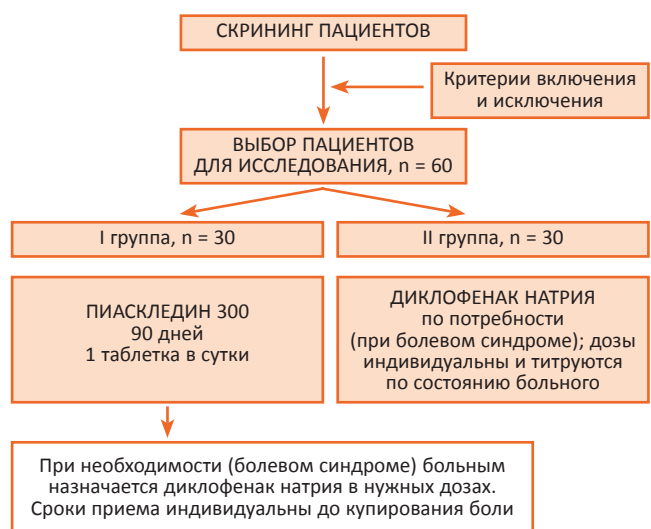 СКРИНИНГ ПАЦИЕНТОВ
Критерии включения
и исключения
ВЫБОР ПАЦИЕНТОВ
ДЛЯ ИССЛЕДОВАНИЯ, n = 60
I группа, n = 30
II группа, n = 30
ПИАСКЛЕДИН 300
90 дней
1 таблетка в сутки
ДИКЛОФЕНАК НАТРИЯ
по потребности
(при болевом синдроме); дозы
индивидуальны и титруются
по состоянию больного
При необходимости (болевом синдроме) больным
назначается диклофенак натрия в нужных дозах.
Сроки приема индивидуальны до купирования боли